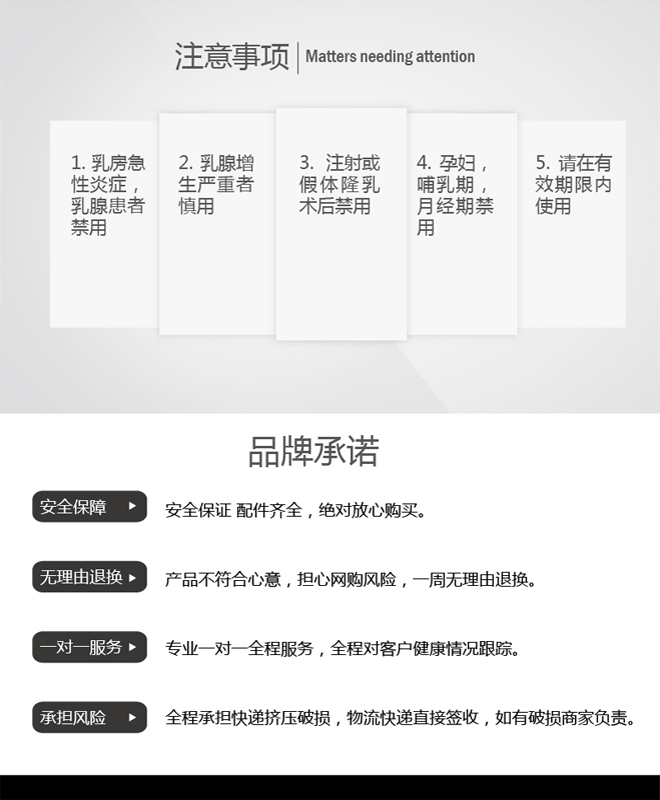 注意事项
Matters needing attention
1. 乳房急
性炎症，
乳腺患者
禁用
2. 乳腺增
生严重者
慎用
3. 注射或
假体隆乳
术后禁用
4. 孕妇，
哺乳期，
月经期禁
用
5. 请在有
效期限内
使用
品牌承诺
安全保障
安全保证 配件齐全，绝对放心购买。
无理由退换
产品不符合心意，担心网购风险，一周无理由退换。
一对一服务
专业一对一全程服务，全程对客户健康情况跟踪。
承担风险
全程承担快递挤压破损，物流快递直接签收，如有破损商家负责。